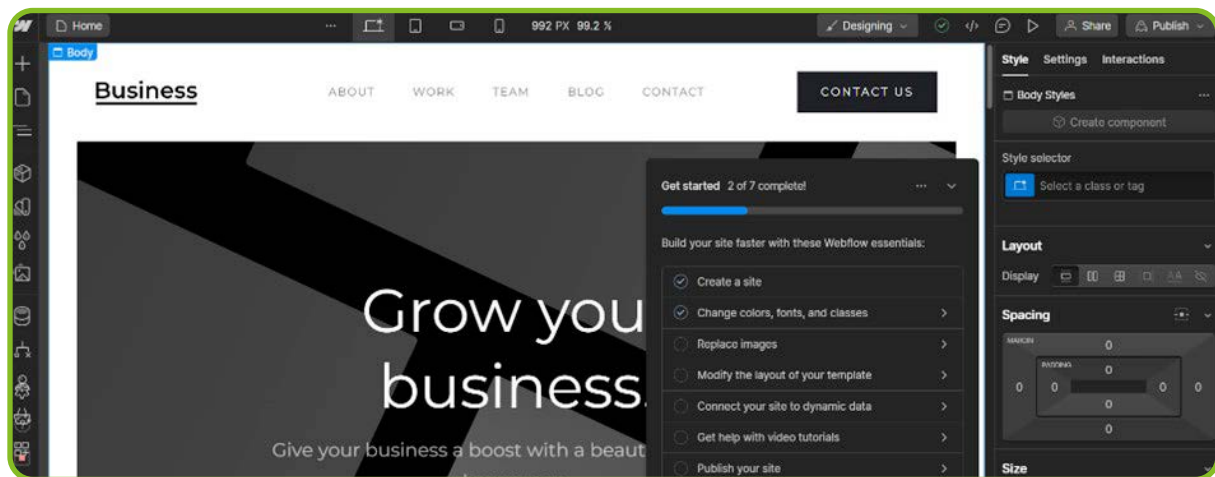 Home
992 PX 99.2 %
Designing
Share
Publish
Body
Business
ABOUT WORK TEAM BLOG CONTACT
CONTACT US
Grow you
business.
Give your business a boost with a beaut
Get started 2 of 7 complete!
Build your site faster with these Webflow essentials:
Create a site
Change colors, fonts, and classes
Replace images
Modify the layout of your template
Connect your site to dynamic data
Get help with video tutorials
Publish your site
Style Settings Interactions
Body Styles
Create component
Style selector
Select a class or tag
Layout
Display
Spacing
MARGIN
0
PADDING
0
0 0 0 0
0
0
Size